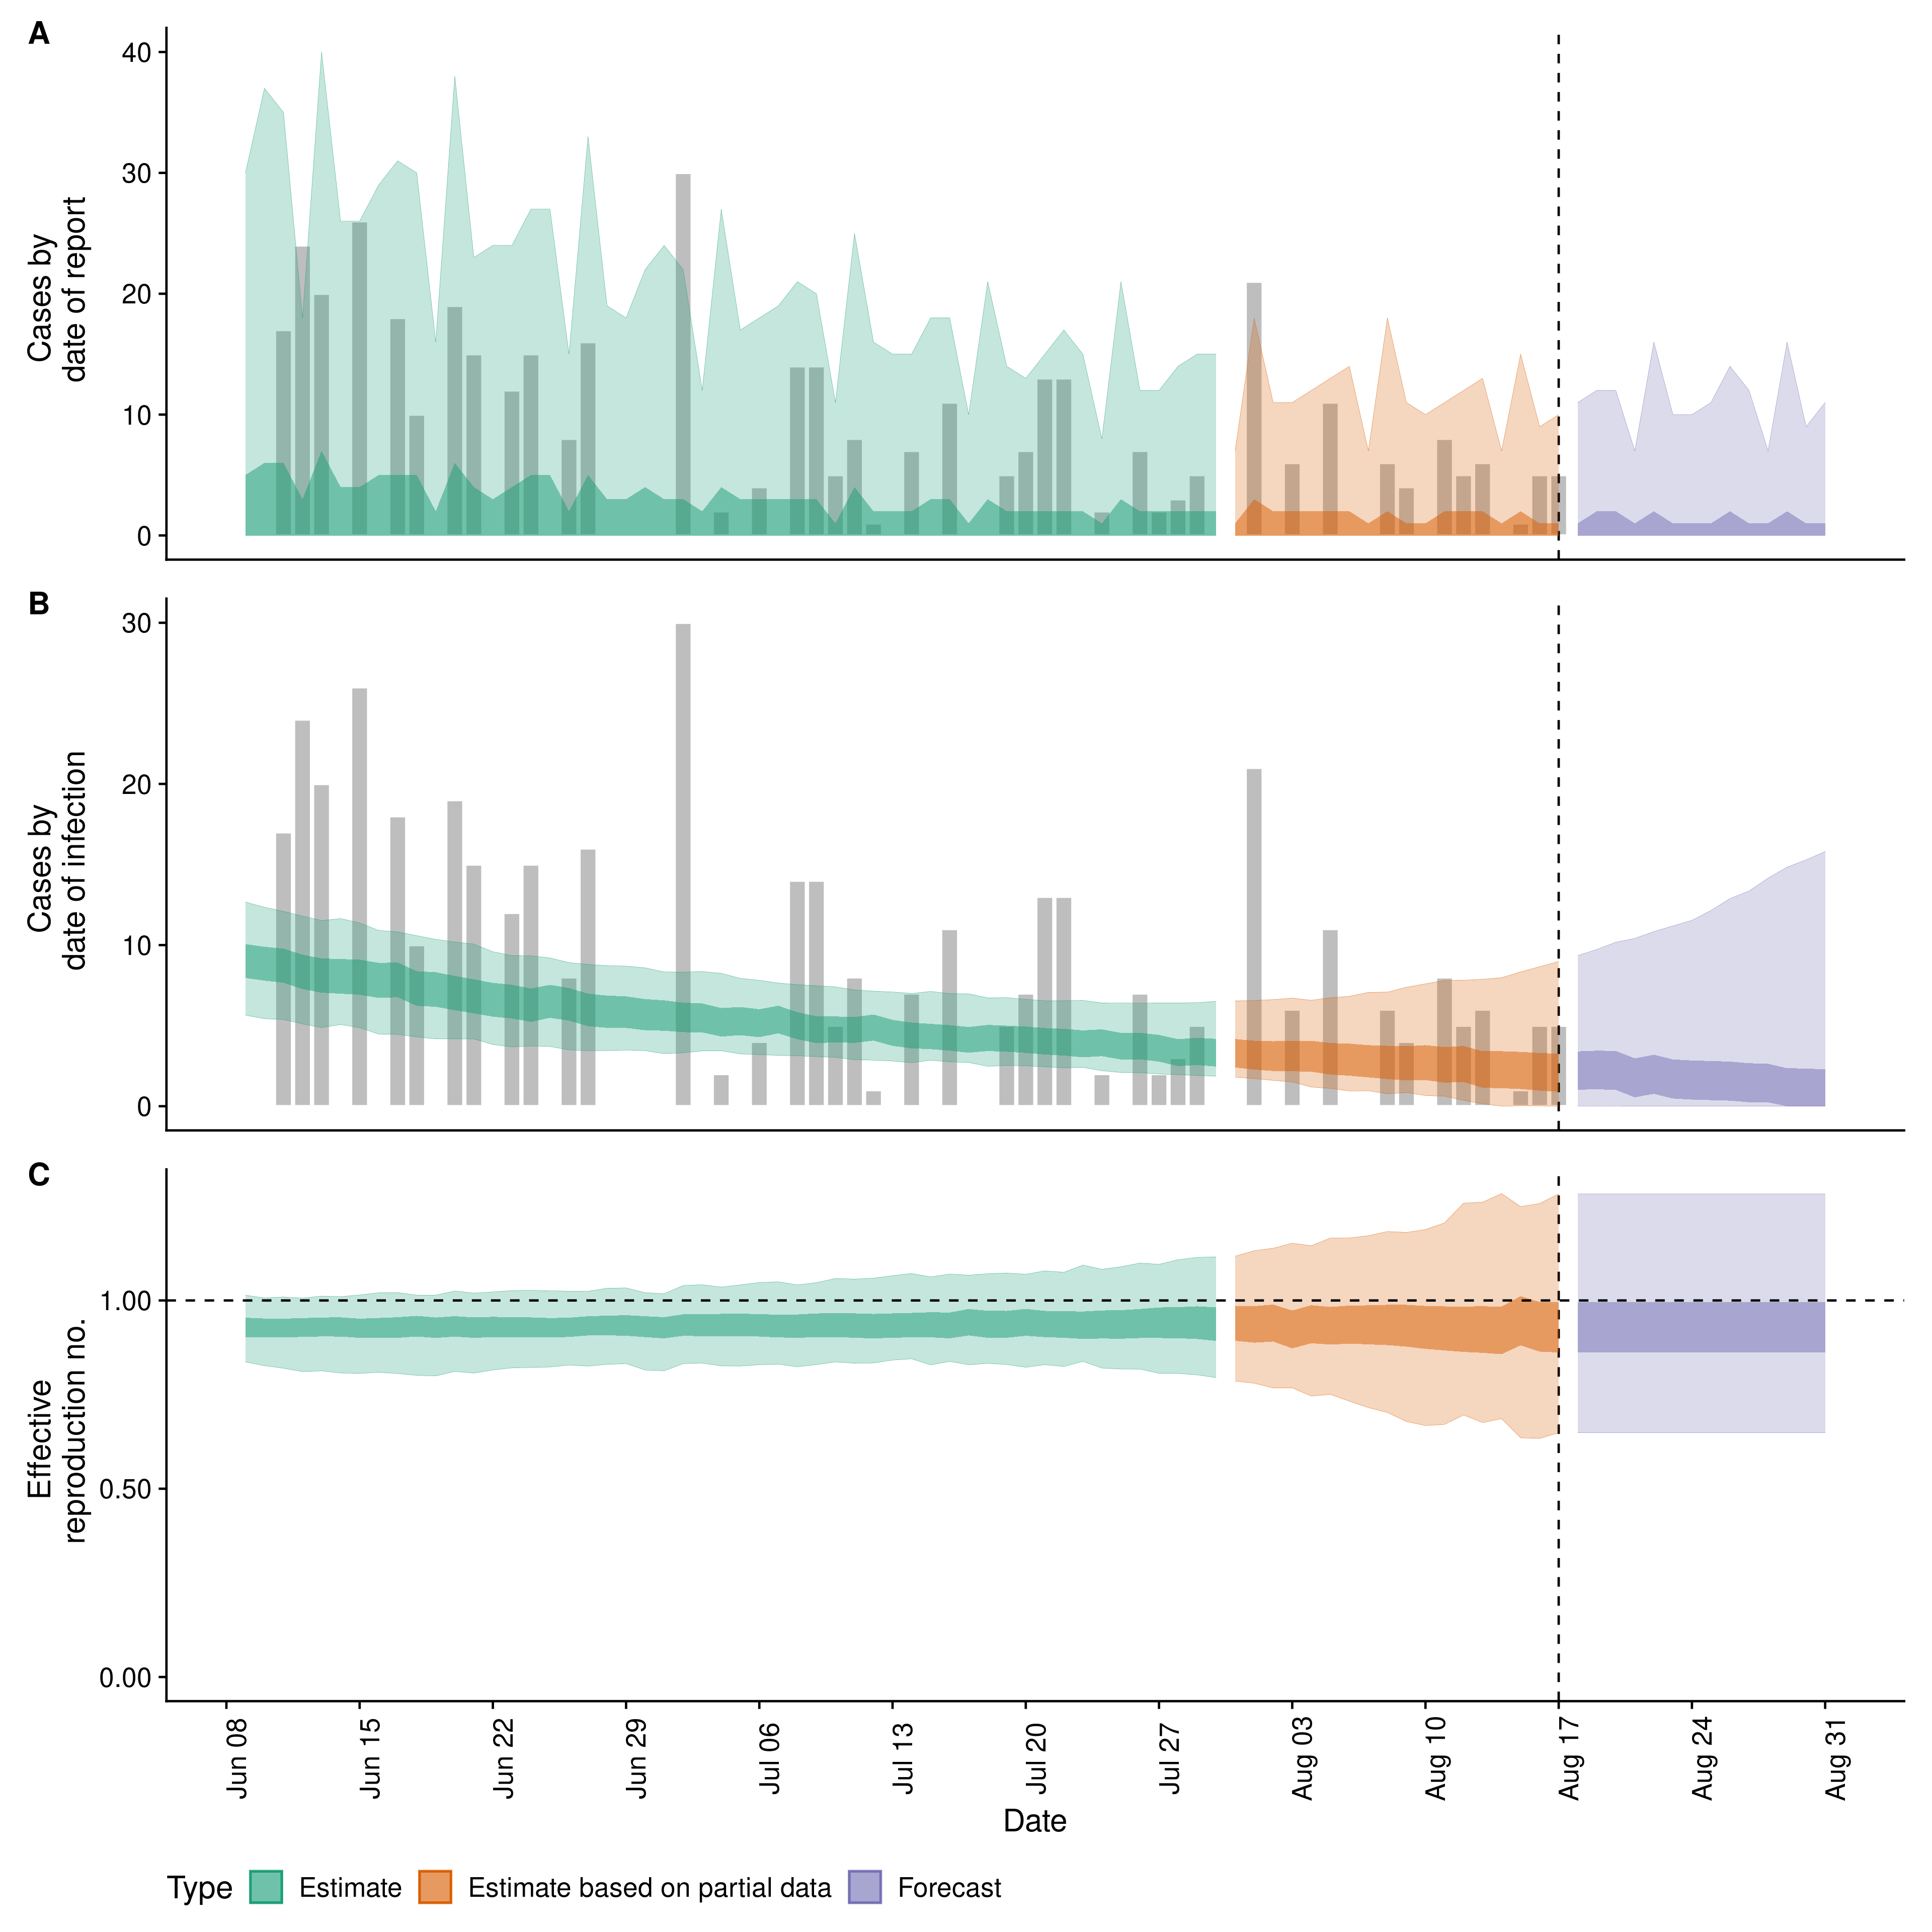 A
40
30
20
10
0
Cases by
date of report
B
30
20
10
0
Cases by
date of infection
C
1.00
0.50
0.00
Effective
reproduction no.
Jun 08
Jun 15
Jun 22
Jun 29
Jul 06
Jul 13
Jul 20
Jul 27
Aug 03
Aug 10
Aug 17
Aug 24
Aug 31
Date
Type Estimate Estimate based on partial data Forecast